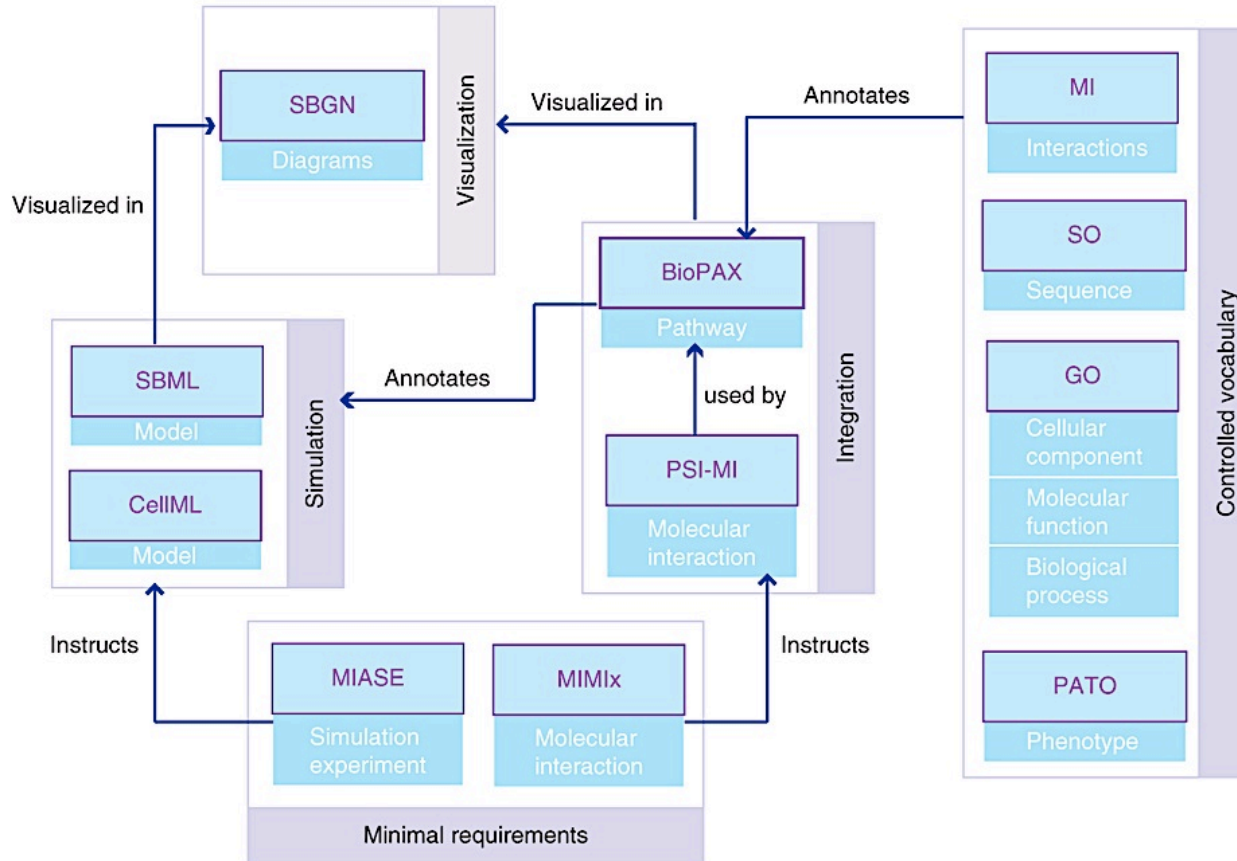 SBGN
Diagrams
Visualization
Visualized in
Visualized in
Annotates
MI
Interactions
SO
Sequence
GO
Cellular
component
Molecular
function
Biological
process
PATO
Phenotype
Controlled vocabulary
BioPAX
Pathway
used by
PSI-MI
Molecular
interaction
Integration
Annotates
SBML
Model
CellML
Model
Simulation
Instructs
MIASE
Simulation
experiment
MIMIx
Molecular
interaction
Instructs
Minimal requirements